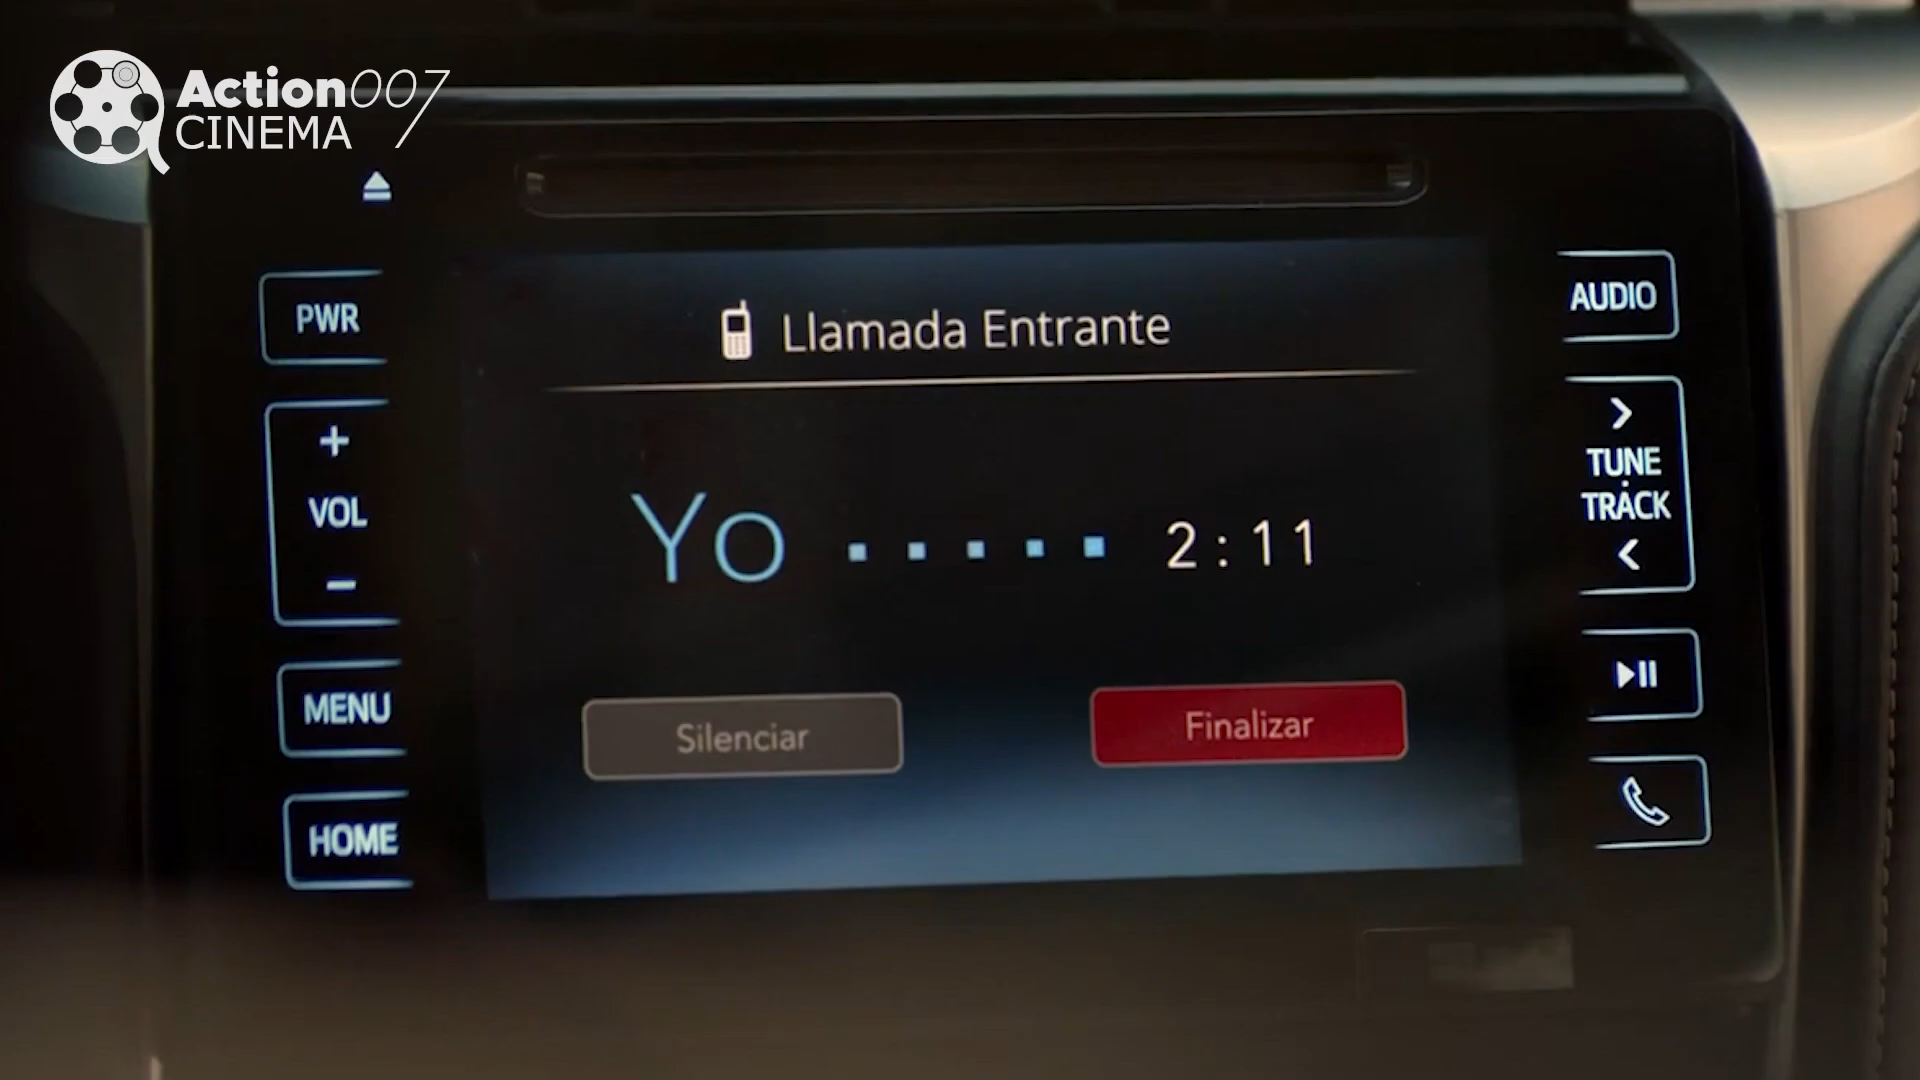 Action007
CINEMA
PWR
+
VOL
−
MENU
HOME
Llamada Entrante
Yo ..... 2:11
Silenciar
Finalizar
AUDIO
>
TUNE
·
TRACK
<